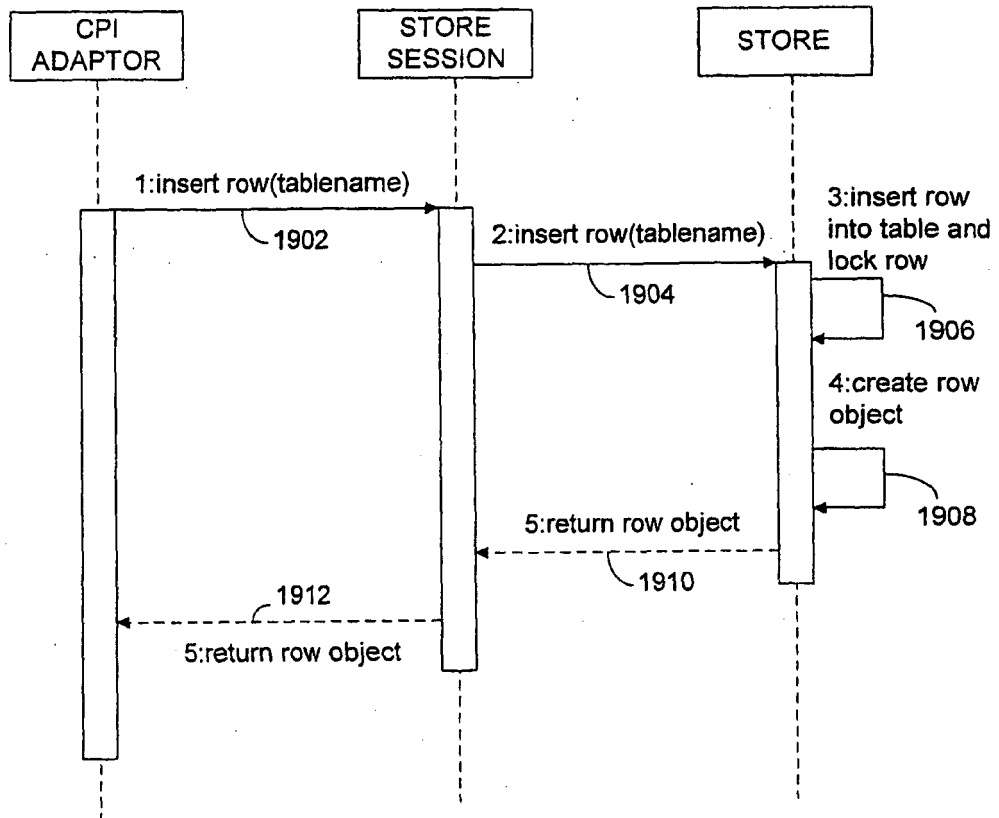 CPI
ADAPTOR
STORE
SESSION
STORE
1:insert row(tablename)
1902
2:insert row(tablename)
1904
3:insert row
into table and
lock row
1906
4:create row
object
1908
5:return row object
1910
1912
5:return row object